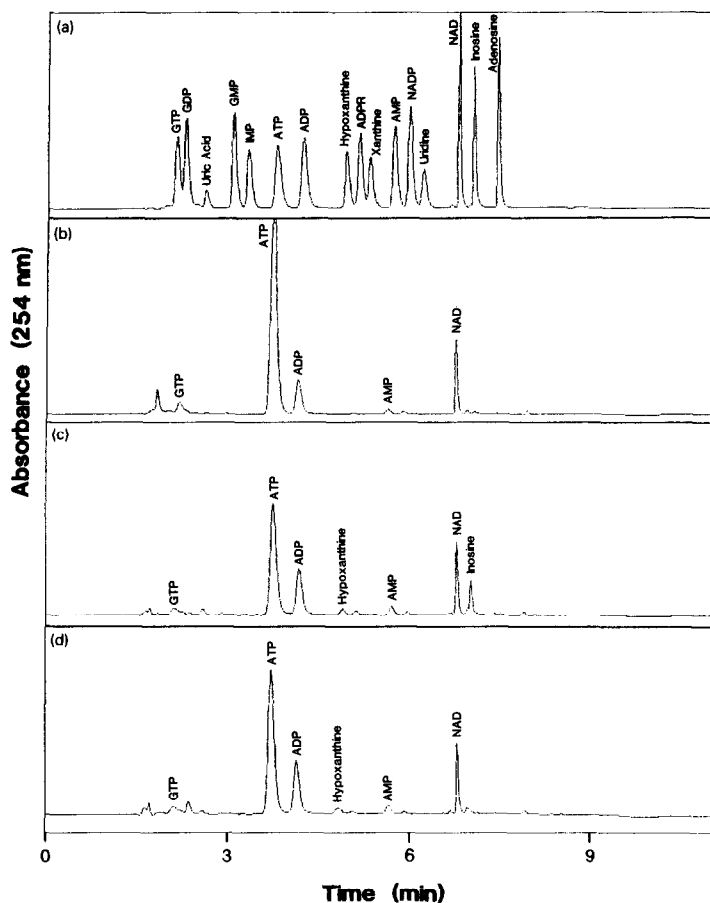 Absorbance (254 nm)
(a)
GTP
GDP
Uric Acid
GMP
IMP
ATP
ADP
Hypoxanthine
ADPR
Xanthine
AMP
NADP
Uridine
NAD
Inosine
Adenosine
(b)
GTP
ATP
ADP
AMP
NAD
(c)
GTP
ATP
ADP
Hypoxanthine
AMP
NAD
Inosine
(d)
GTP
ATP
ADP
Hypoxanthine
AMP
NAD
0 3 6 9
Time (min)